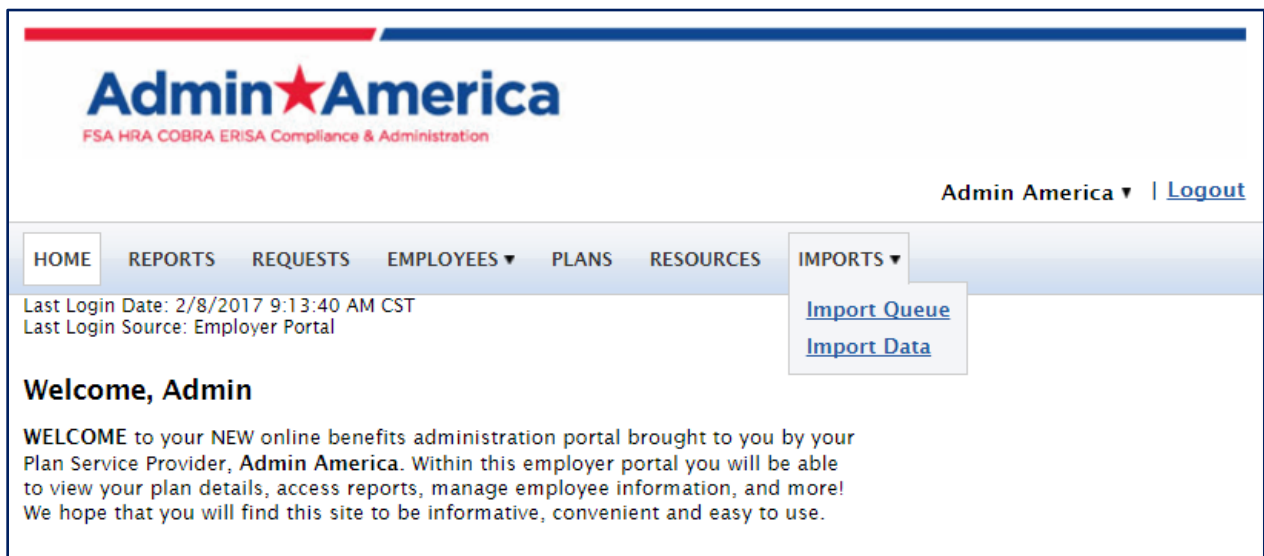 Admin★America
FSA HRA COBRA ERISA Compliance & Administration
Admin America ▼ | Logout
HOME REPORTS REQUESTS EMPLOYEES ▼ PLANS RESOURCES IMPORTS ▼
Last Login Date: 2/8/2017 9:13:40 AM CST
Last Login Source: Employer Portal
Import Queue
Import Data
Welcome, Admin
WELCOME to your NEW online benefits administration portal brought to you by your
Plan Service Provider, Admin America. Within this employer portal you will be able
to view your plan details, access reports, manage employee information, and more!
We hope that you will find this site to be informative, convenient and easy to use.